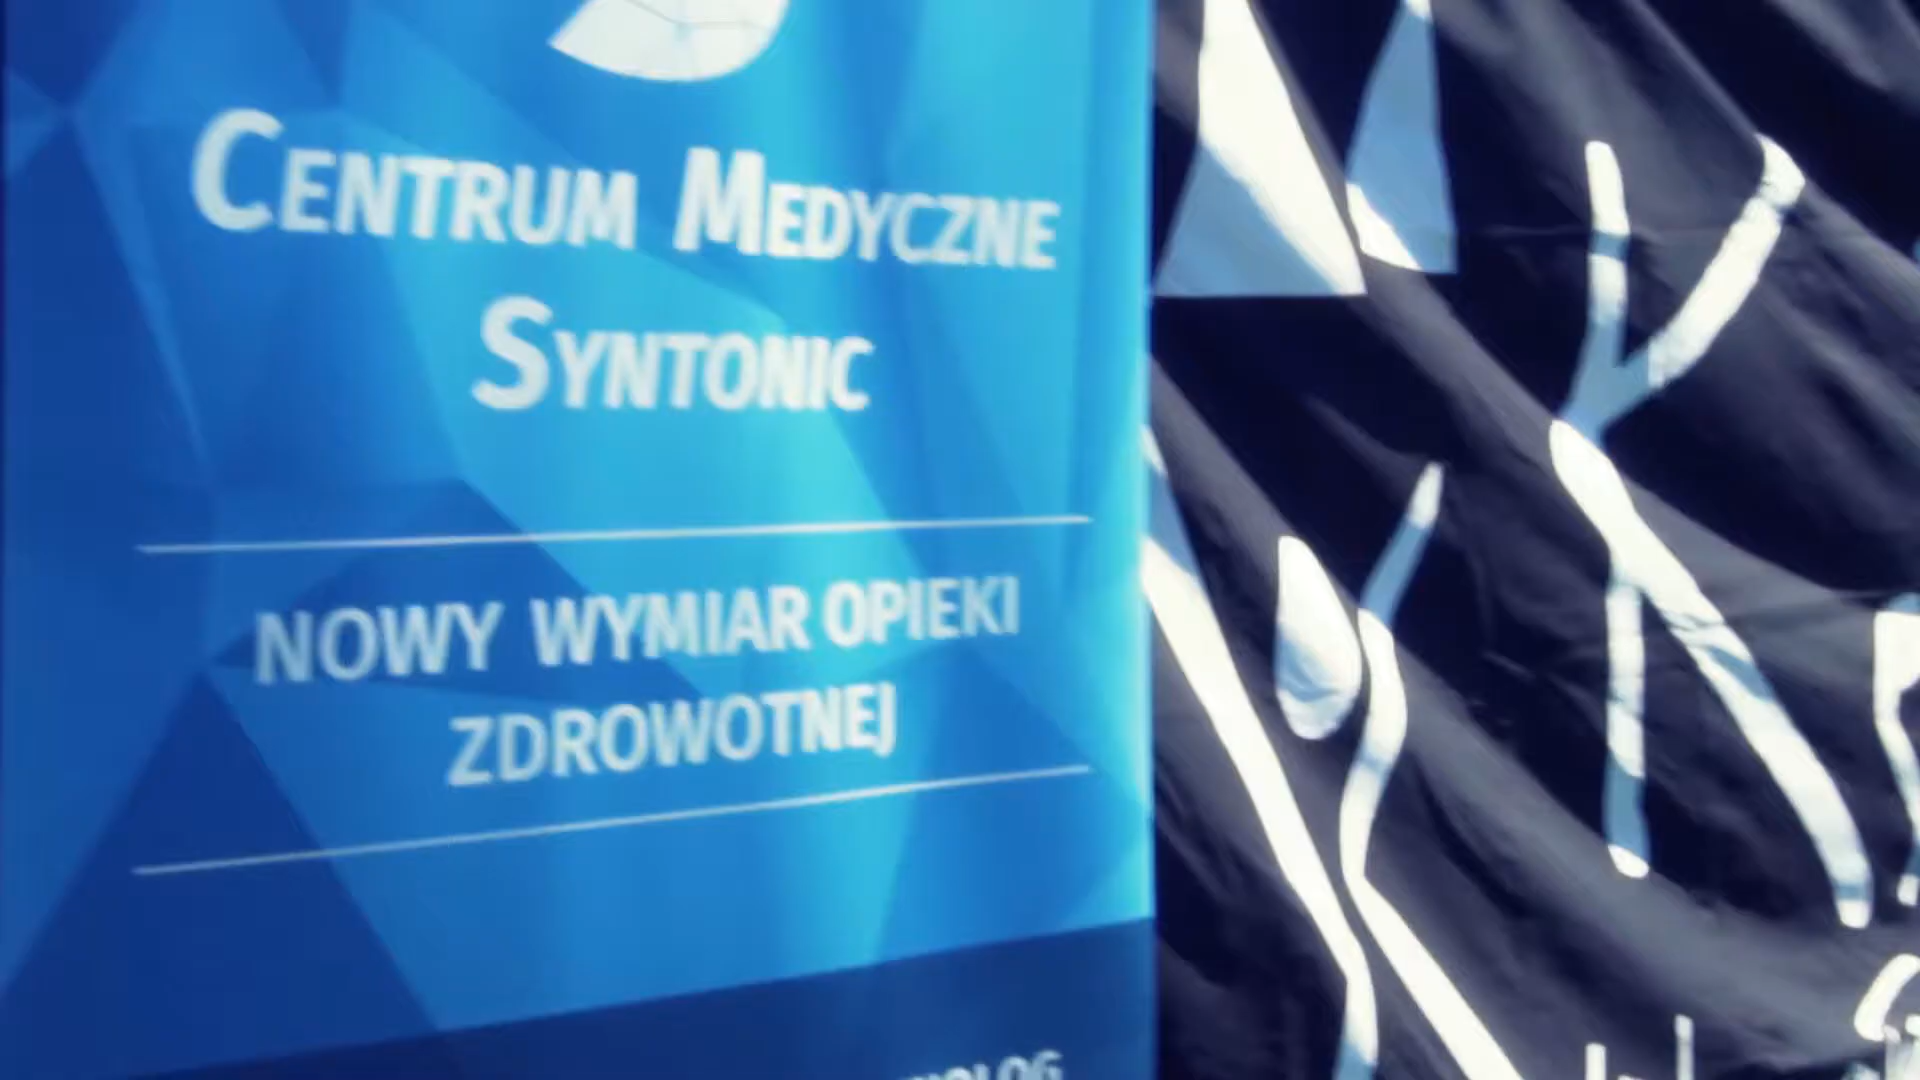 CENTRUM MEDYCZNE
SYNTONIC
NOWY WYMIAR OPIEKI
ZDROWOTNEJ